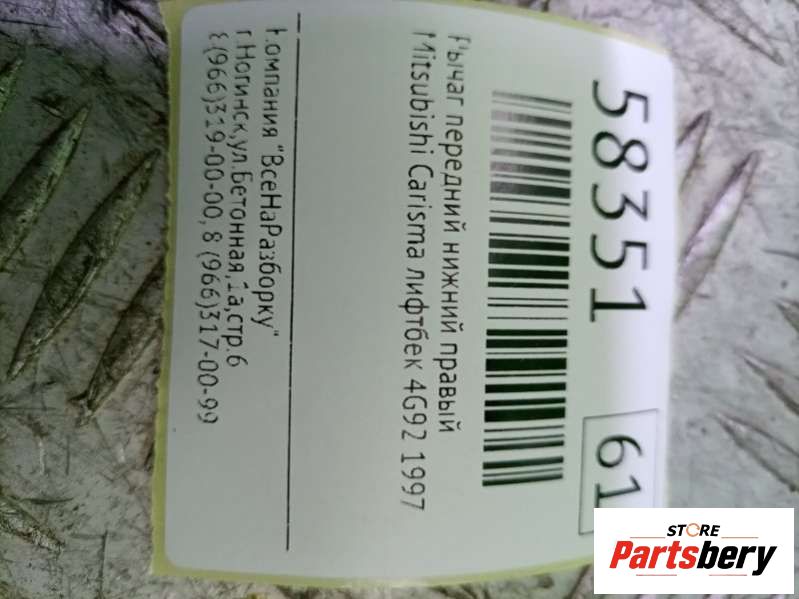 58351
61
Рычаг передний нижний правый
Mitsubishi Carisma лифтбек 4G92 1997
Компания "ВсеНаРазборку"
г.Ногинск,ул.Бетонная,1а,стр.6
8(966)319-00-00, 8 (966)317-00-99
STORE
Partsbery